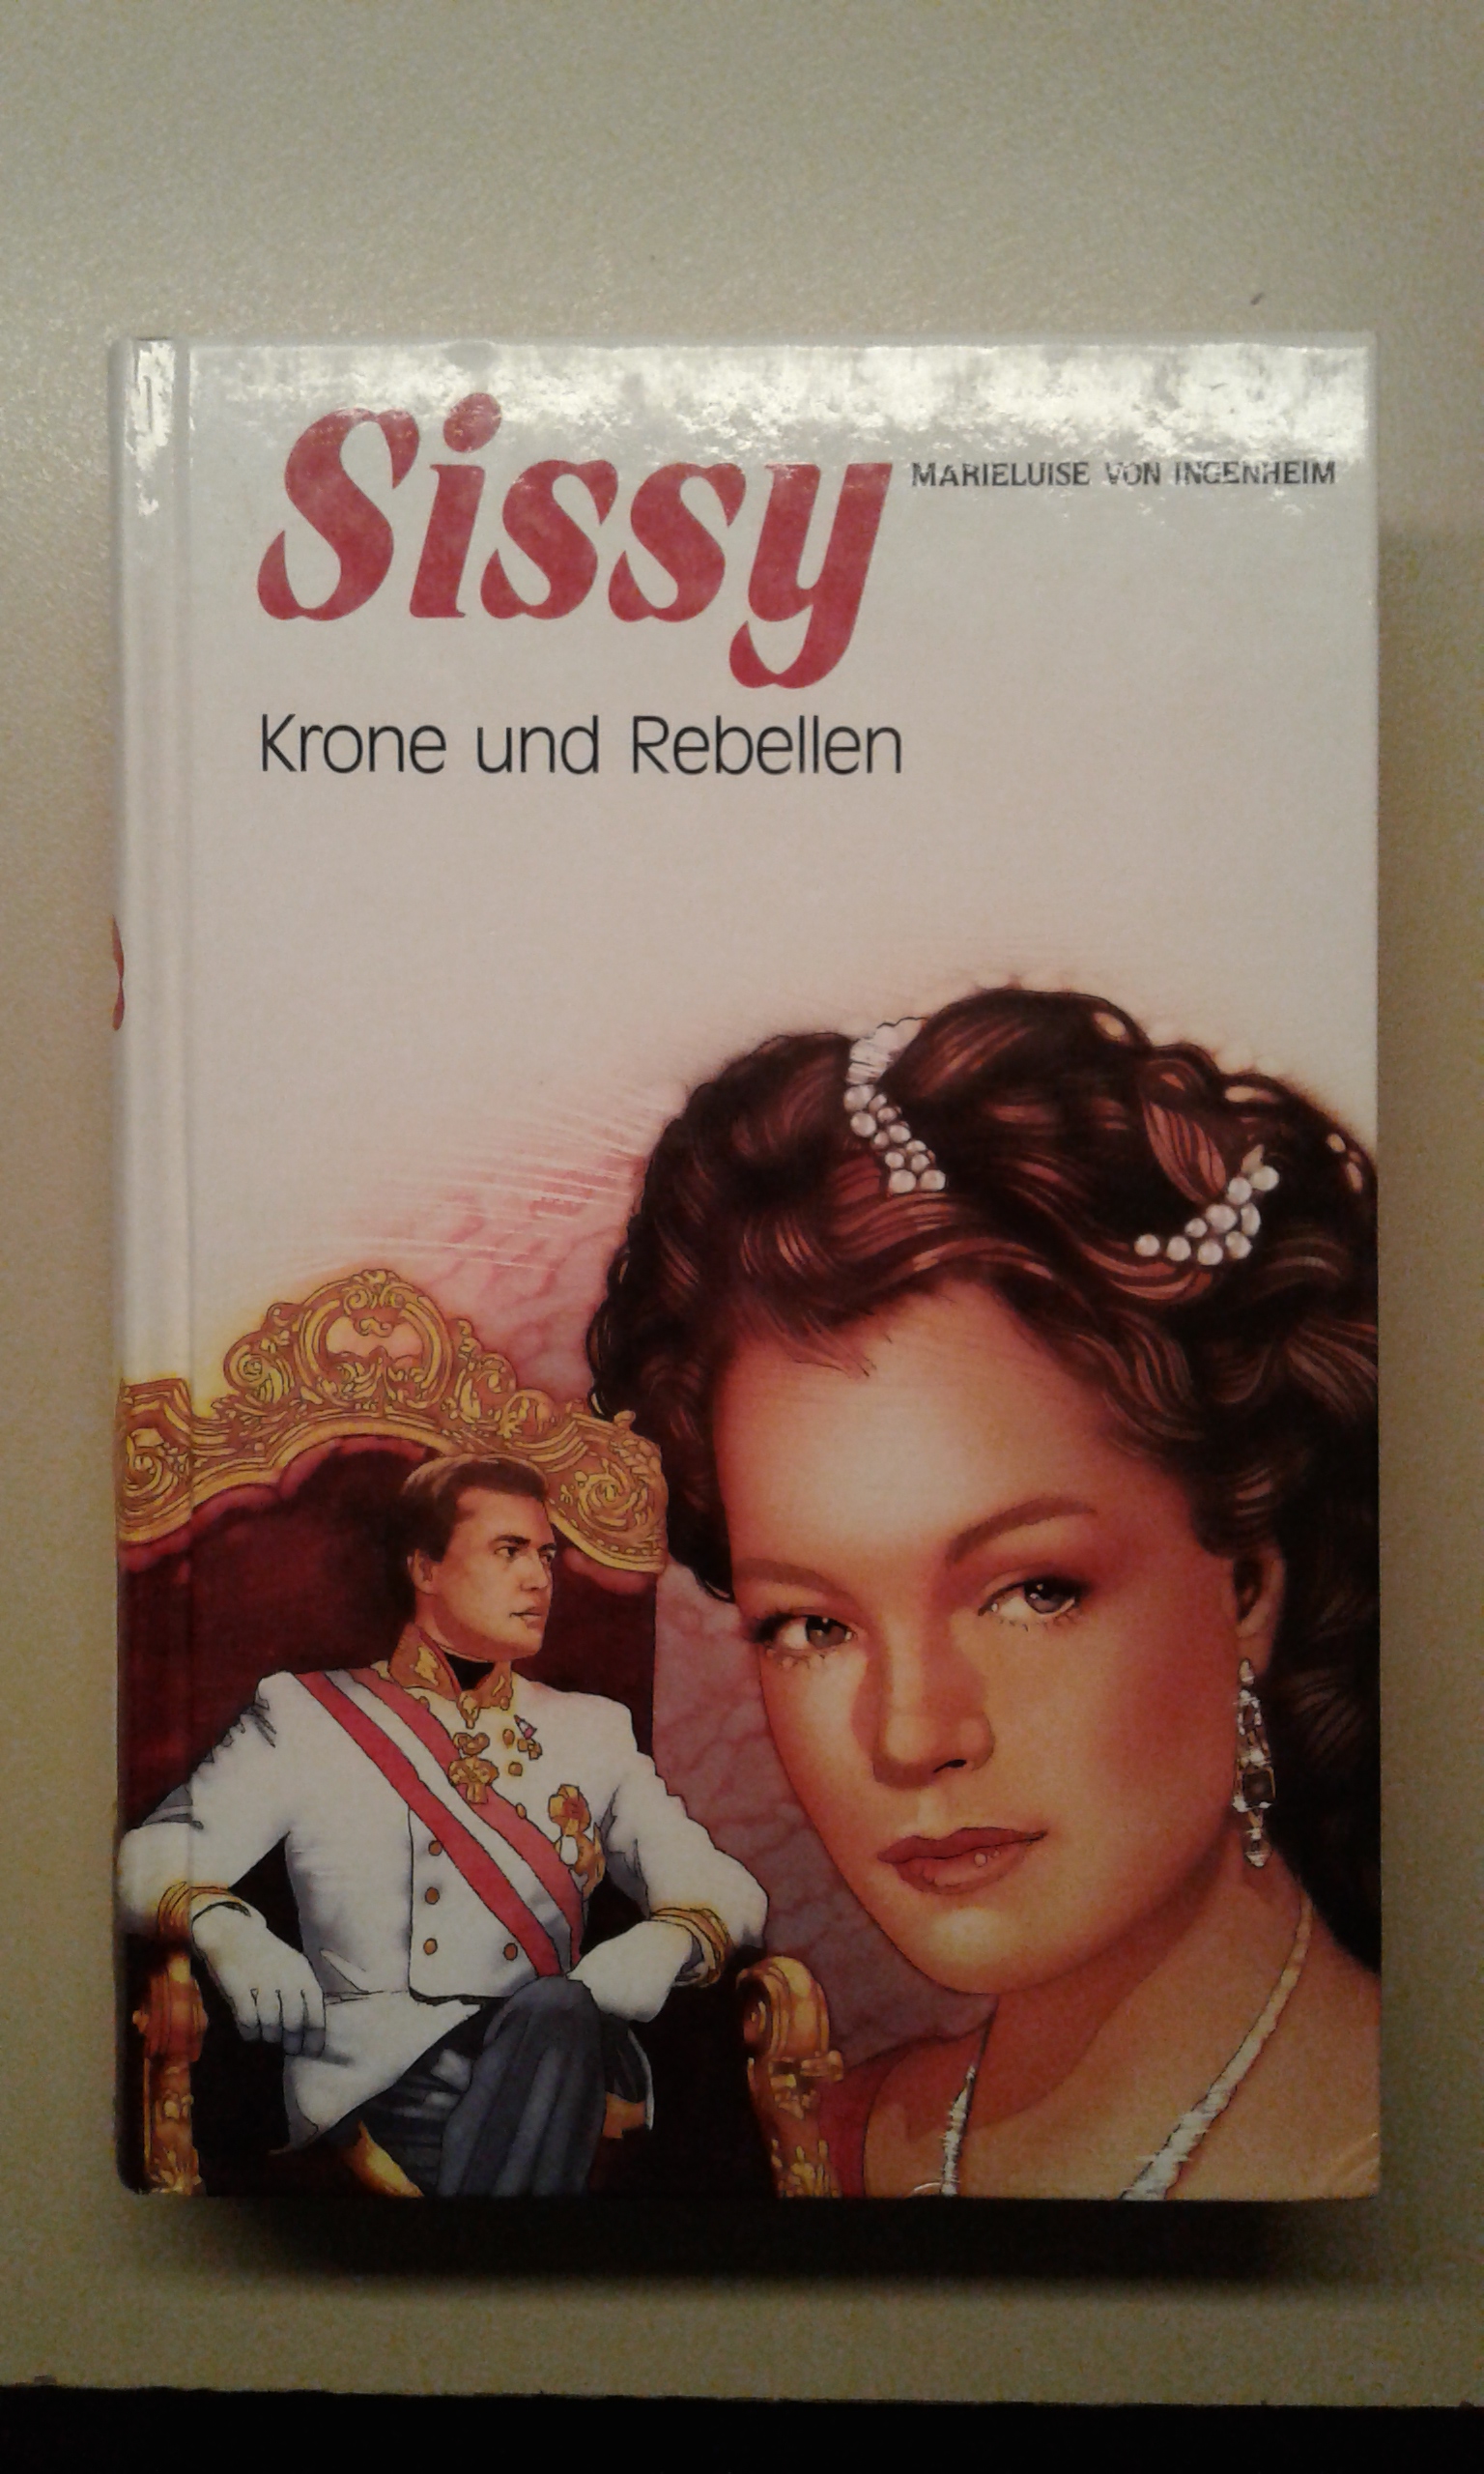 Sissy
MARIELUISE VON INGENHEIM
Krone und Rebellen